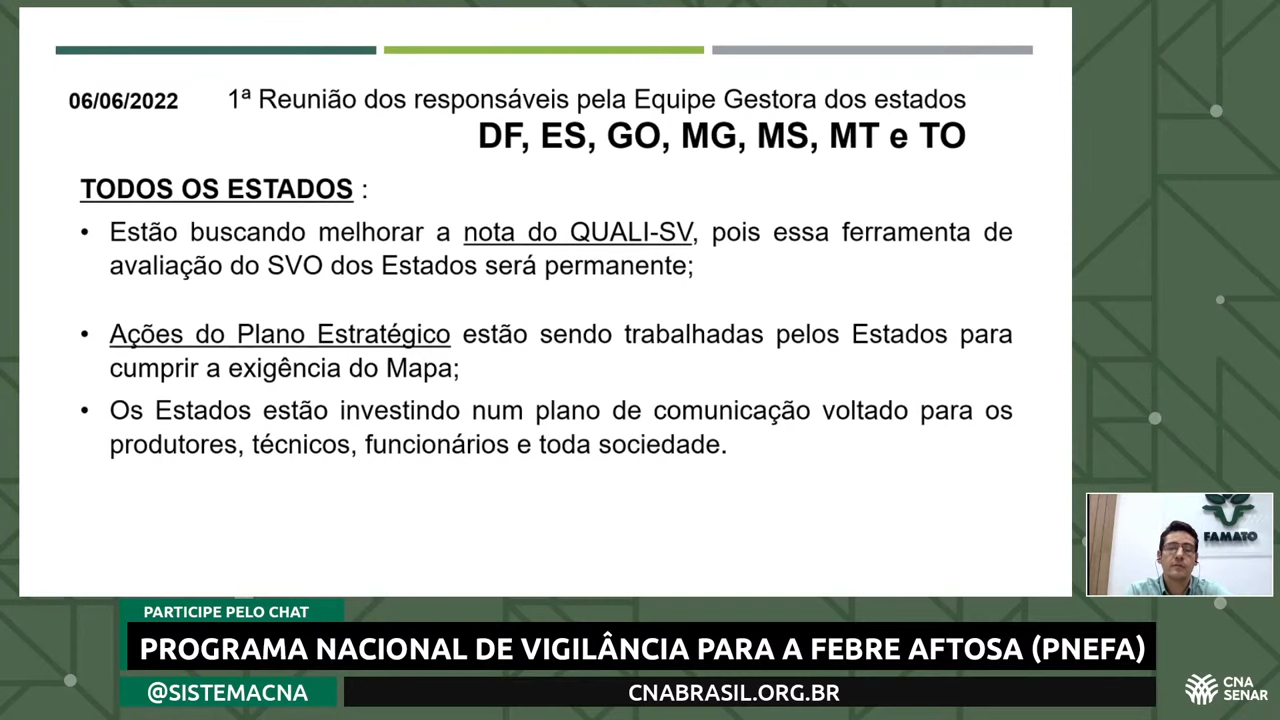 06/06/2022 1ª Reunião dos responsáveis pela Equipe Gestora dos estados
DF, ES, GO, MG, MS, MT e TO
TODOS OS ESTADOS :
• Estão buscando melhorar a nota do QUALI-SV, pois essa ferramenta de
avaliação do SVO dos Estados será permanente;
• Ações do Plano Estratégico estão sendo trabalhadas pelos Estados para
cumprir a exigência do Mapa;
• Os Estados estão investindo num plano de comunicação voltado para os
produtores, técnicos, funcionários e toda sociedade.
FAMATO
PARTICIPE PELO CHAT
PROGRAMA NACIONAL DE VIGILÂNCIA PARA A FEBRE AFTOSA (PNEFA)
@SISTEMACNA
CNABRASIL.ORG.BR
CNA
SENAR